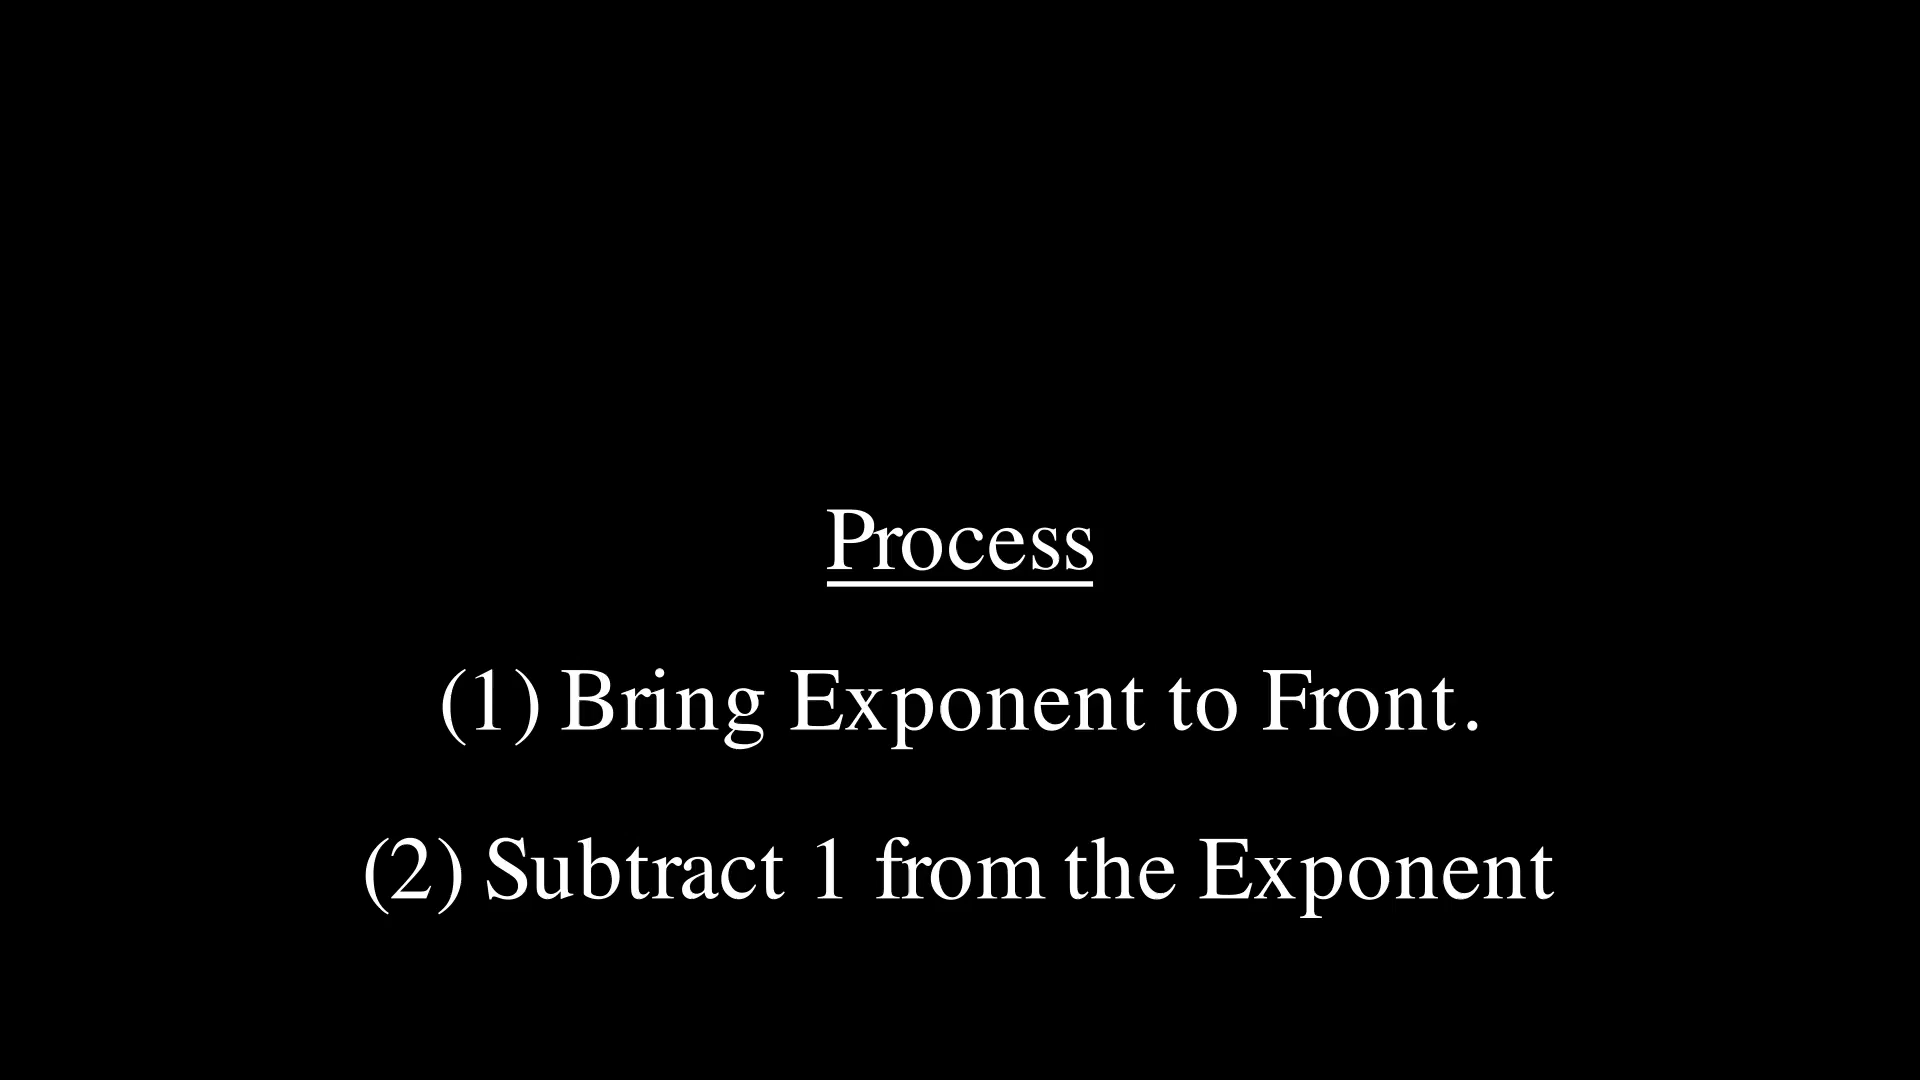 Process
(1) Bring Exponent to Front.
(2) Subtract 1 from the Exponent